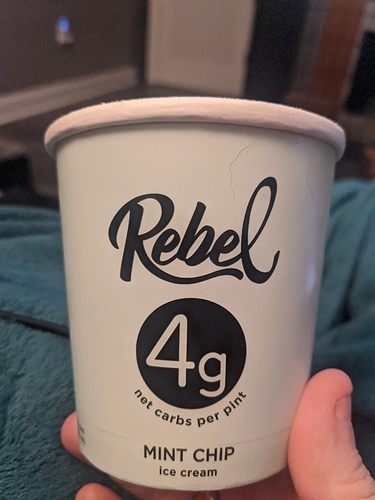 Rebel
4g
net carbs per pint
MINT CHIP
ice cream